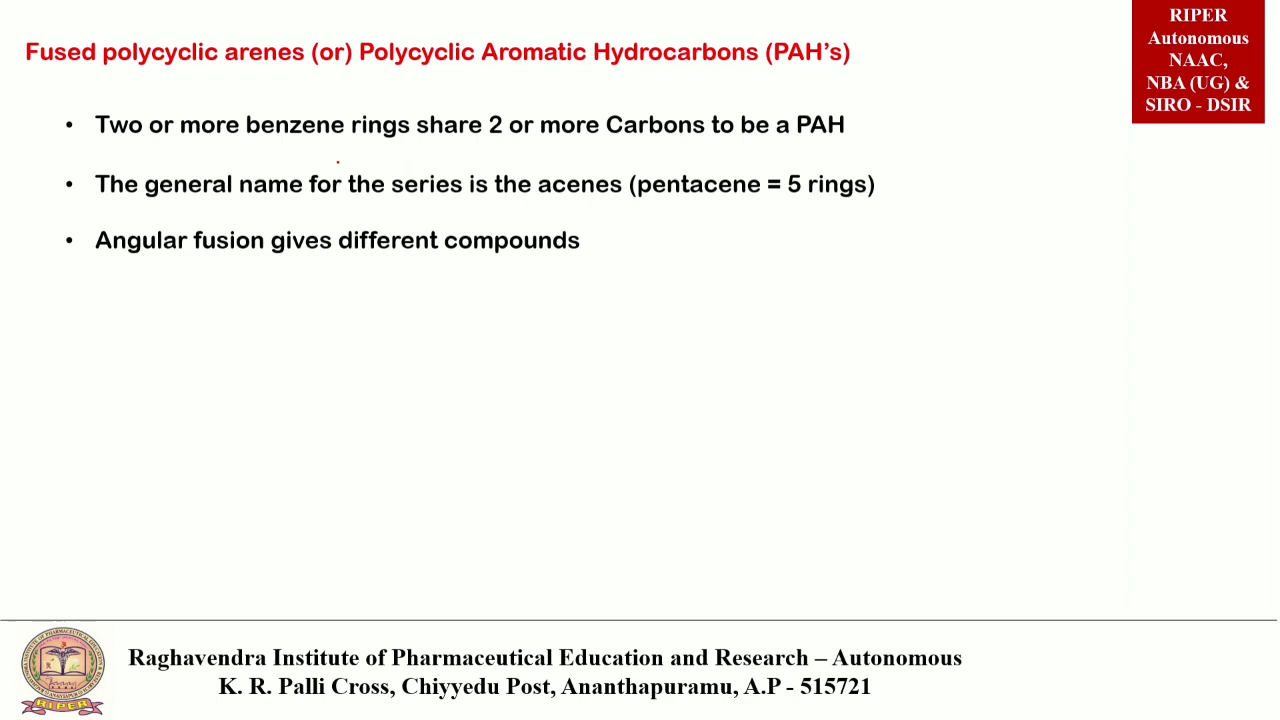 RIPER
Autonomous
NAAC,
NBA (UG) &
SIRO - DSIR
Fused polycyclic arenes (or) Polycyclic Aromatic Hydrocarbons (PAH’s)
• Two or more benzene rings share 2 or more Carbons to be a PAH
• The general name for the series is the acenes (pentacene = 5 rings)
• Angular fusion gives different compounds
Raghavendra Institute of Pharmaceutical Education and Research – Autonomous
K. R. Palli Cross, Chiyyedu Post, Ananthapuramu, A.P - 515721
RIPER